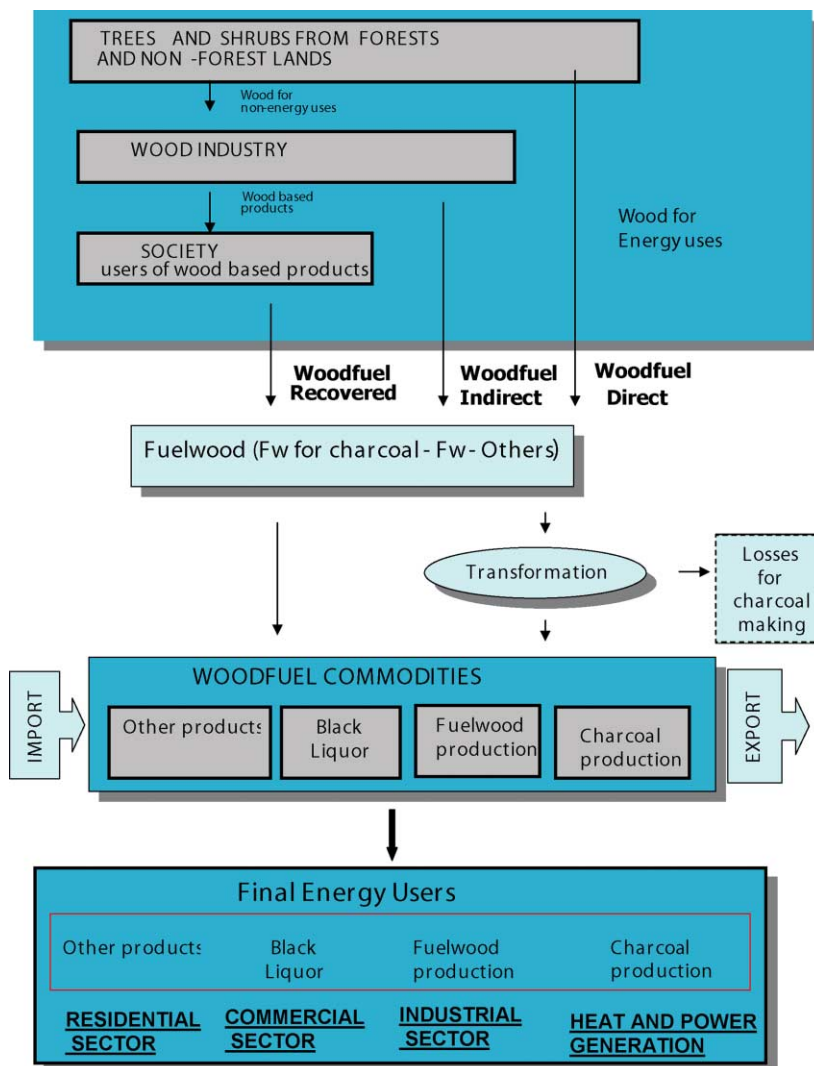 TREES AND SHRUBS FROM FORESTS
AND NON -FOREST LANDS
Wood for
non-energy uses
WOOD INDUSTRY
Wood based
products
SOCIETY
users of wood based products
Wood for
Energy uses
Woodfuel
Recovered
Woodfuel
Indirect
Woodfuel
Direct
Fuelwood (Fw for charcoal - Fw- Others)
Transformation
Losses
for
charcoal
making
IMPORT
WOODFUEL COMMODITIES
Other products
Black
Liquor
Fuelwood
production
Charcoal
production
EXPORT
Final Energy Users
Other products
Black
Liquor
Fuelwood
production
Charcoal
production
RESIDENTIAL
SECTOR
COMMERCIAL
SECTOR
INDUSTRIAL
SECTOR
HEAT AND POWER
GENERATION